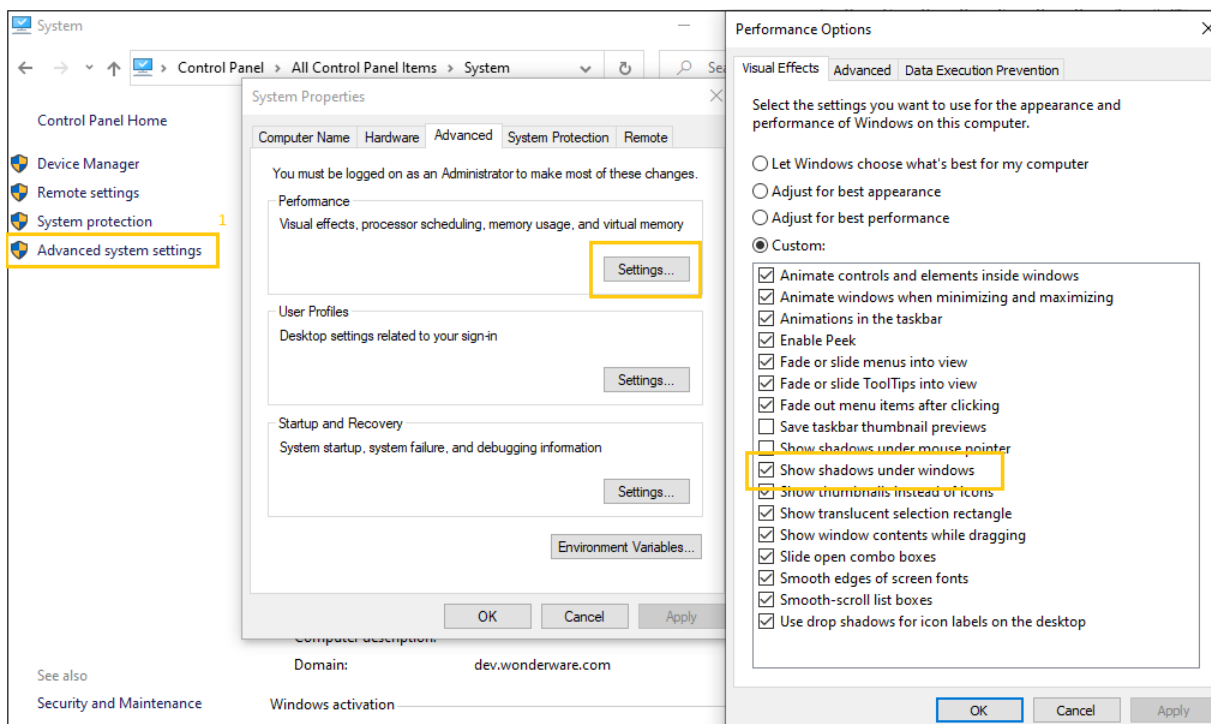 System
Control Panel > All Control Panel Items > System
Control Panel Home
Device Manager
Remote settings
System protection 1
Advanced system settings
See also
Security and Maintenance
System Properties
Computer Name Hardware Advanced System Protection Remote
You must be logged on as an Administrator to make most of these changes.
Performance
Visual effects, processor scheduling, memory usage, and virtual memory
Settings...
User Profiles
Desktop settings related to your sign-in
Settings...
Startup and Recovery
System startup, system failure, and debugging information
Settings...
Environment Variables...
OK Cancel Apply
Computer description:
Domain: dev.wonderware.com
Windows activation
Performance Options
Visual Effects Advanced Data Execution Prevention
Select the settings you want to use for the appearance and
performance of Windows on this computer.
Let Windows choose what's best for my computer
Adjust for best appearance
Adjust for best performance
Custom:
Animate controls and elements inside windows
Animate windows when minimizing and maximizing
Animations in the taskbar
Enable Peek
Fade or slide menus into view
Fade or slide ToolTips into view
Fade out menu items after clicking
Save taskbar thumbnail previews
Show shadows under mouse pointer
Show shadows under windows
Show thumbnails instead of icons
Show translucent selection rectangle
Show window contents while dragging
Slide open combo boxes
Smooth edges of screen fonts
Smooth-scroll list boxes
Use drop shadows for icon labels on the desktop
OK Cancel Apply